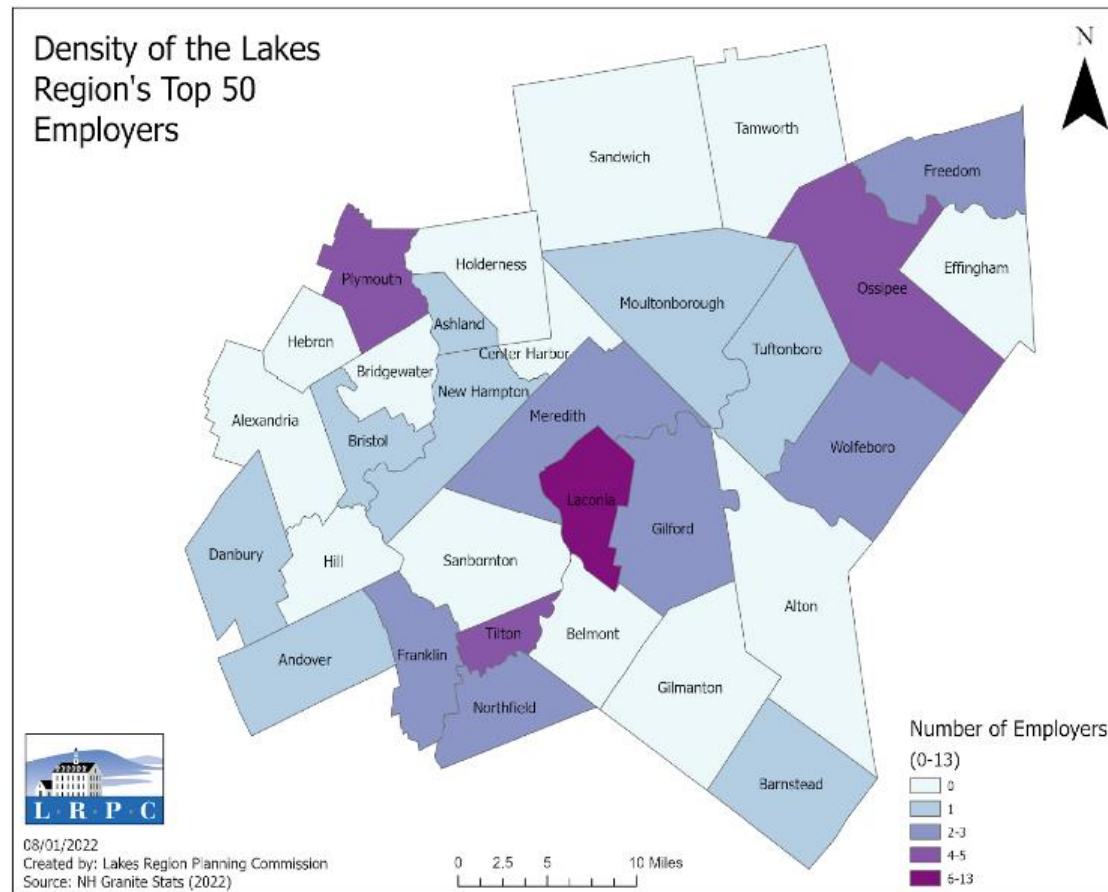 Density of the Lakes
Region's Top 50
Employers
N
Tamworth
Sandwich
Freedom
Holderness
Effingham
Plymouth
Ossipee
Moultonborough
Ashland
Hebron
Tuftonboro
Center Harbor
Bridgewater
New Hampton
Meredith
Alexandria
Bristol
Wolfeboro
Laconia
Gilford
Danbury
Hill
Sanbornton
Alton
Tilton
Belmont
Andover
Franklin
Gilmanton
Northfield
Barnstead
Number of Employers
(0-13)
0
1
2-3
4-5
6-13
L·R·P·C
08/01/2022
Created by: Lakes Region Planning Commission
Source: NH Granite Stats (2022)
0 2.5 5 10 Miles